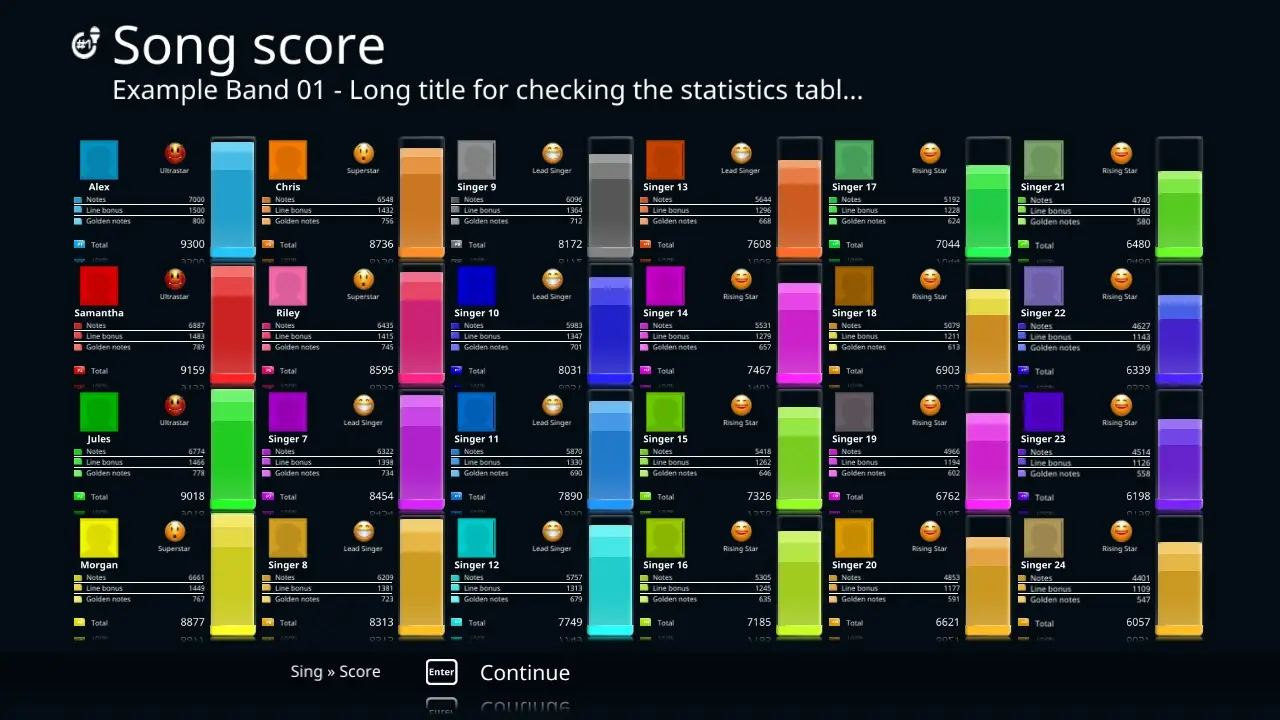 #1 Song score
Example Band 01 - Long title for checking the statistics tabl...
Ultrastar
Alex
Notes 7000
Line bonus 1500
Golden notes 800
Total 9300
Superstar
Chris
Notes 6548
Line bonus 1432
Golden notes 756
Total 8736
Lead Singer
Singer 9
Notes 6096
Line bonus 1364
Golden notes 712
Total 8172
Lead Singer
Singer 13
Notes 5644
Line bonus 1296
Golden notes 668
Total 7608
Rising Star
Singer 17
Notes 5192
Line bonus 1228
Golden notes 624
Total 7044
Rising Star
Singer 21
Notes 4740
Line bonus 1160
Golden notes 580
Total 6480
Ultrastar
Samantha
Notes 6887
Line bonus 1483
Golden notes 789
Total 9159
Superstar
Riley
Notes 6435
Line bonus 1415
Golden notes 745
Total 8595
Lead Singer
Singer 10
Notes 5983
Line bonus 1347
Golden notes 701
Total 8031
Rising Star
Singer 14
Notes 5531
Line bonus 1279
Golden notes 657
Total 7467
Rising Star
Singer 18
Notes 5079
Line bonus 1211
Golden notes 613
Total 6903
Rising Star
Singer 22
Notes 4627
Line bonus 1143
Golden notes 569
Total 6339
Ultrastar
Jules
Notes 6774
Line bonus 1466
Golden notes 778
Total 9018
Lead Singer
Singer 7
Notes 6322
Line bonus 1398
Golden notes 734
Total 8454
Lead Singer
Singer 11
Notes 5870
Line bonus 1330
Golden notes 690
Total 7890
Rising Star
Singer 15
Notes 5418
Line bonus 1262
Golden notes 646
Total 7326
Rising Star
Singer 19
Notes 4966
Line bonus 1194
Golden notes 602
Total 6762
Rising Star
Singer 23
Notes 4514
Line bonus 1126
Golden notes 558
Total 6198
Superstar
Morgan
Notes 6661
Line bonus 1449
Golden notes 767
Total 8877
Lead Singer
Singer 8
Notes 6209
Line bonus 1381
Golden notes 723
Total 8313
Lead Singer
Singer 12
Notes 5757
Line bonus 1313
Golden notes 679
Total 7749
Rising Star
Singer 16
Notes 5305
Line bonus 1245
Golden notes 635
Total 7185
Rising Star
Singer 20
Notes 4853
Line bonus 1177
Golden notes 591
Total 6621
Rising Star
Singer 24
Notes 4401
Line bonus 1109
Golden notes 547
Total 6057
Sing » Score Enter Continue